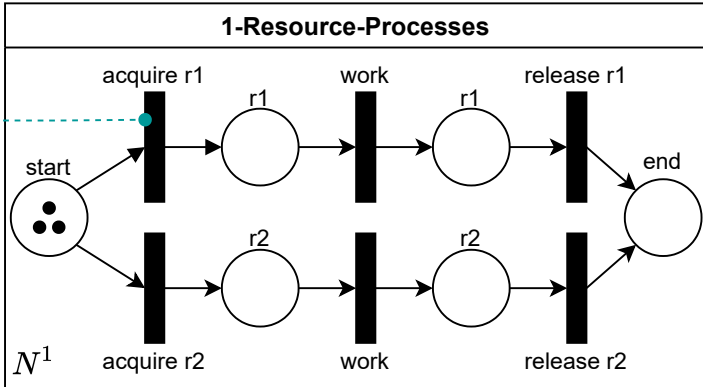 1-Resource-Processes
acquire r1
work
release r1
r1
r1
start
end
r2
r2
N¹
acquire r2
work
release r2